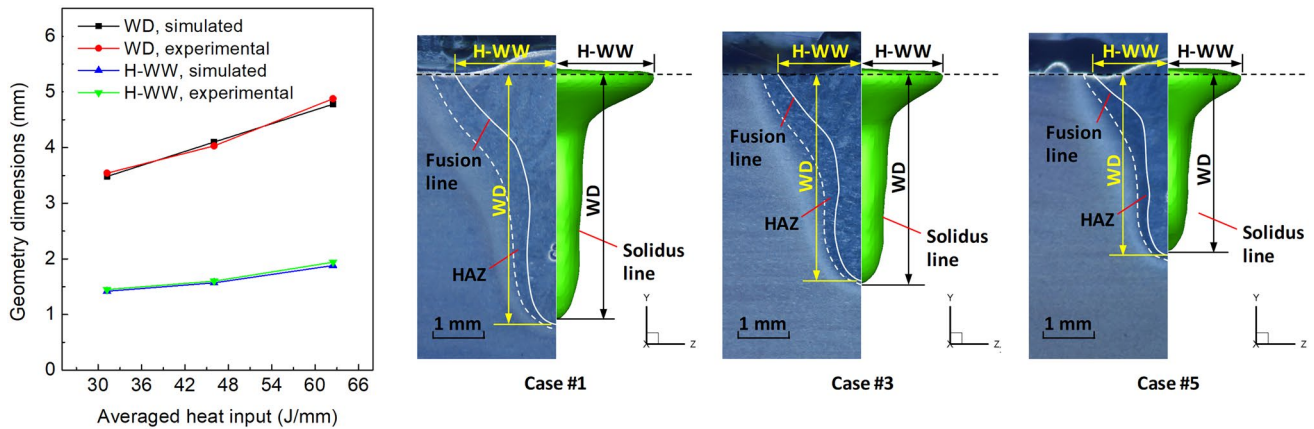 WD, simulated
WD, experimental
H-WW, simulated
H-WW, experimental
Geometry dimensions (mm)
6
5
4
3
2
1
0
30 36 42 48 54 60 66
Averaged heat input (J/mm)
H-WW H-WW
Fusion line
WD
WD
HAZ
Solidus line
1 mm
Y
X
Z
Case #1
H-WW H-WW
Fusion line
WD
WD
HAZ
Solidus line
1 mm
Y
X
Z
Case #3
H-WW H-WW
Fusion line
WD
WD
HAZ
Solidus line
1 mm
Y
X
Z
Case #5